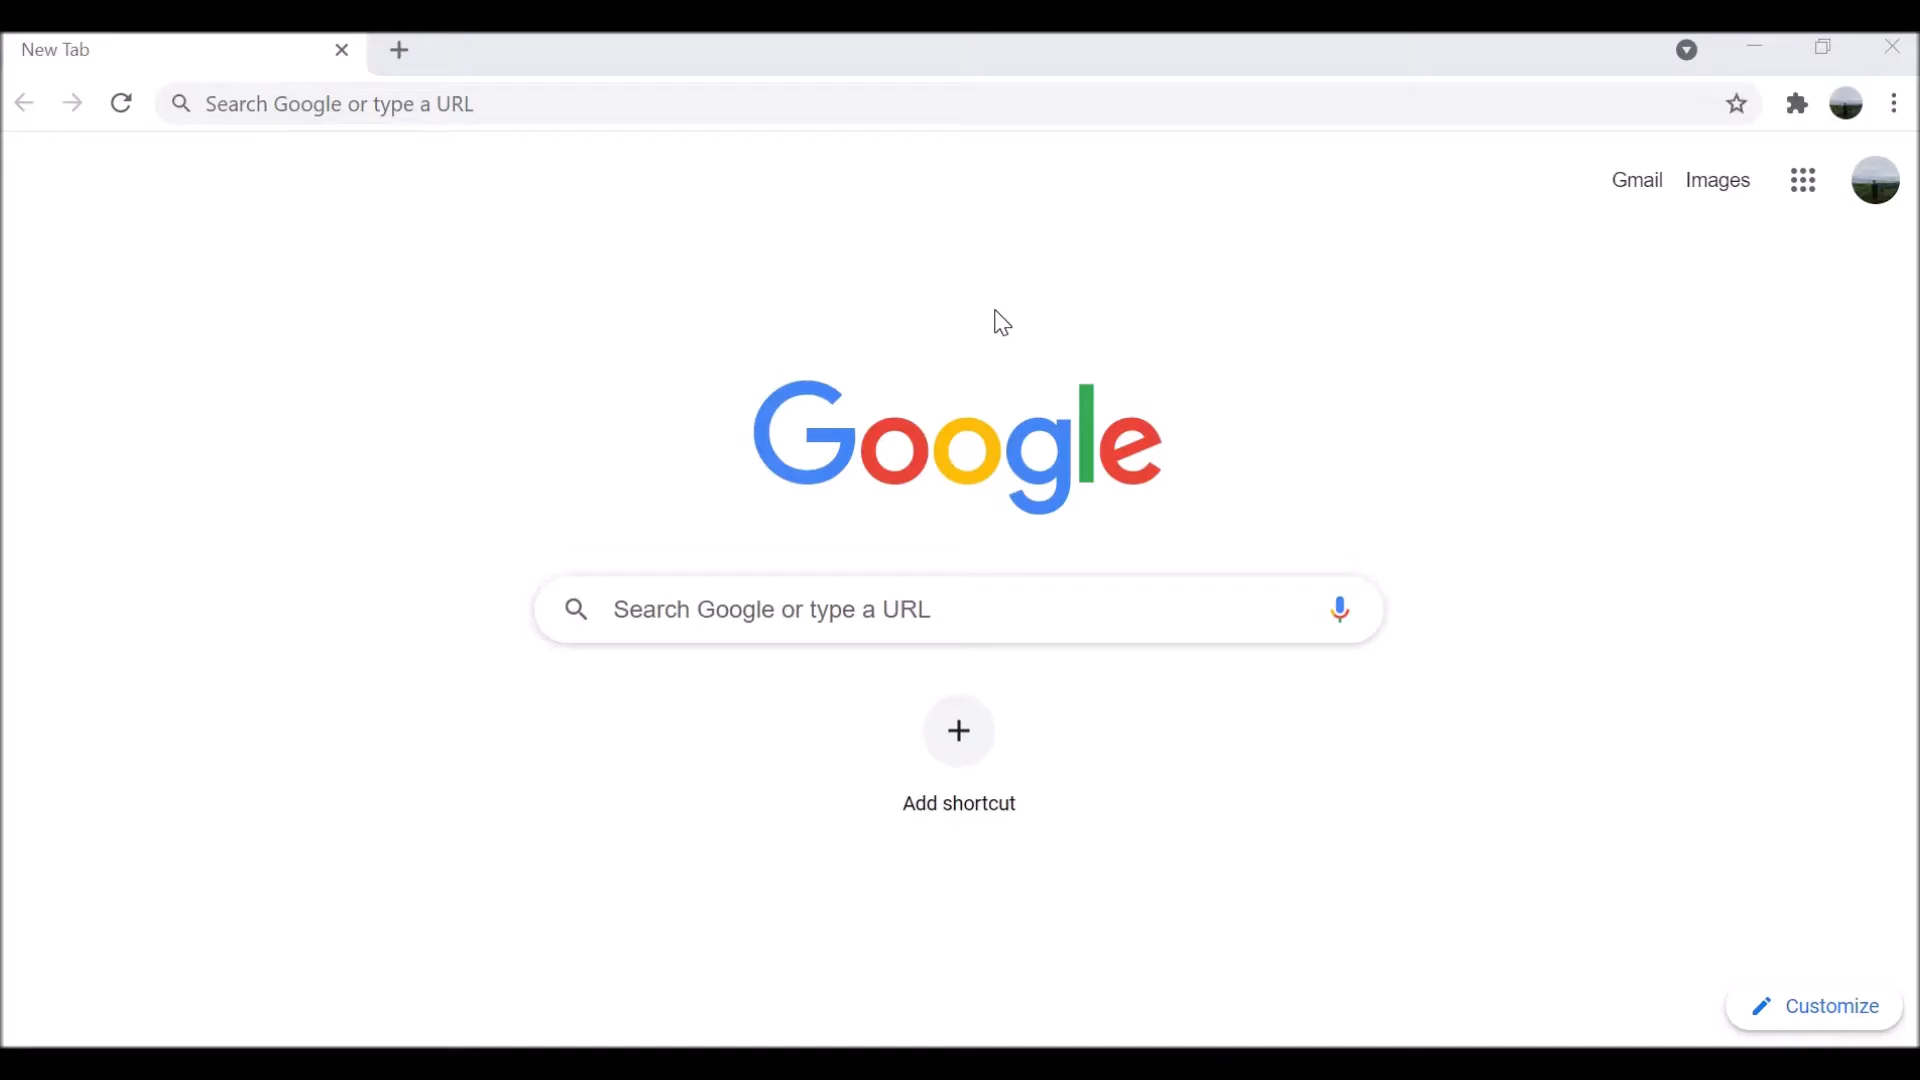 New Tab
Search Google or type a URL
Gmail Images
Google
Search Google or type a URL
Add shortcut
Customize